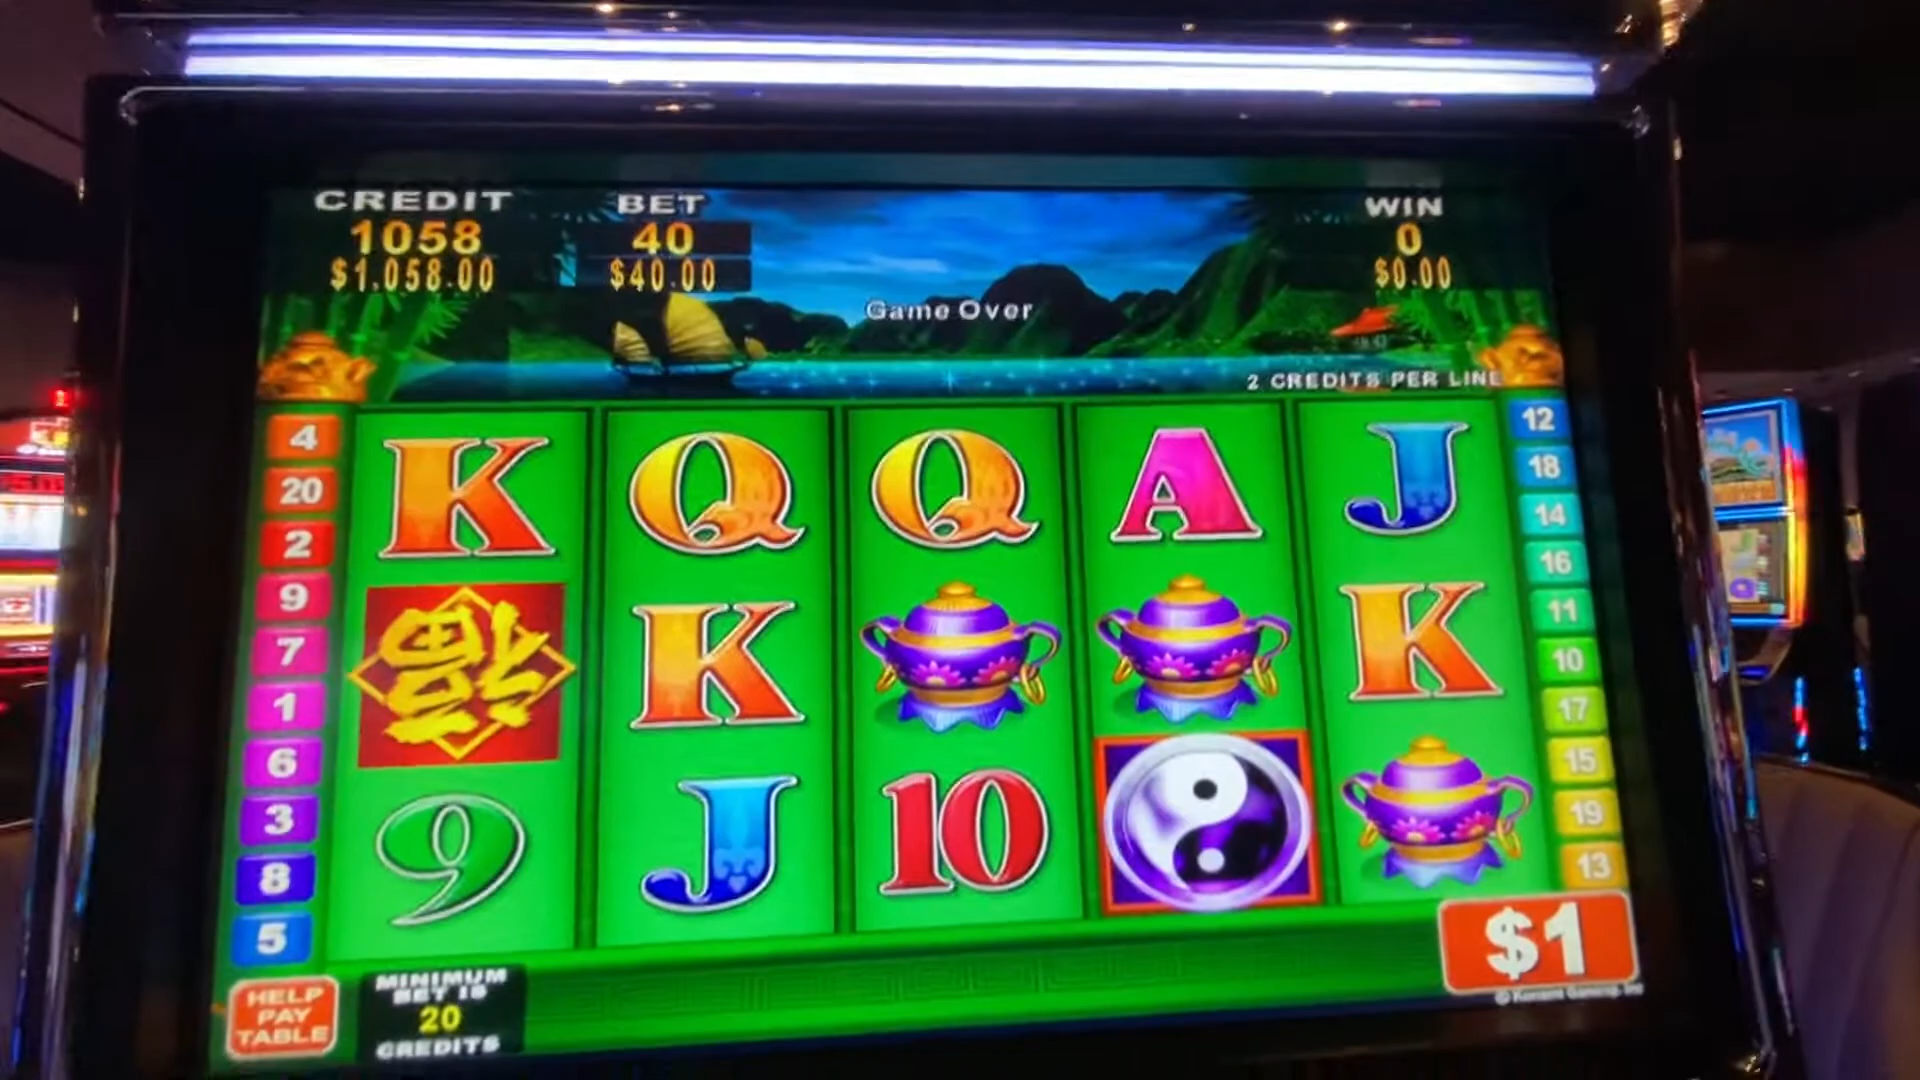 CREDIT BET WIN
1058 40 0
$1,058.00 $40.00 $0.00
Game Over
2 CREDITS PER LINE
4 12
20 18
2 14
9 16
7 11
1 10
6 17
3 15
8 19
5 13
K Q Q A J
福 K K
9 J 10
$1
© Konami Gaming, Inc
HELP
PAY
TABLE
MINIMUM
BET IS
20
CREDITS